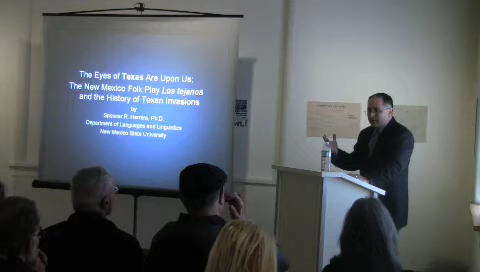 The Eyes of Texas Are Upon Us:
The New Mexico Folk Play Los tejanos
and the History of Texan Invasions
by
Spencer R. Herrera, Ph.D.
Department of Languages and Linguistics
New Mexico State University